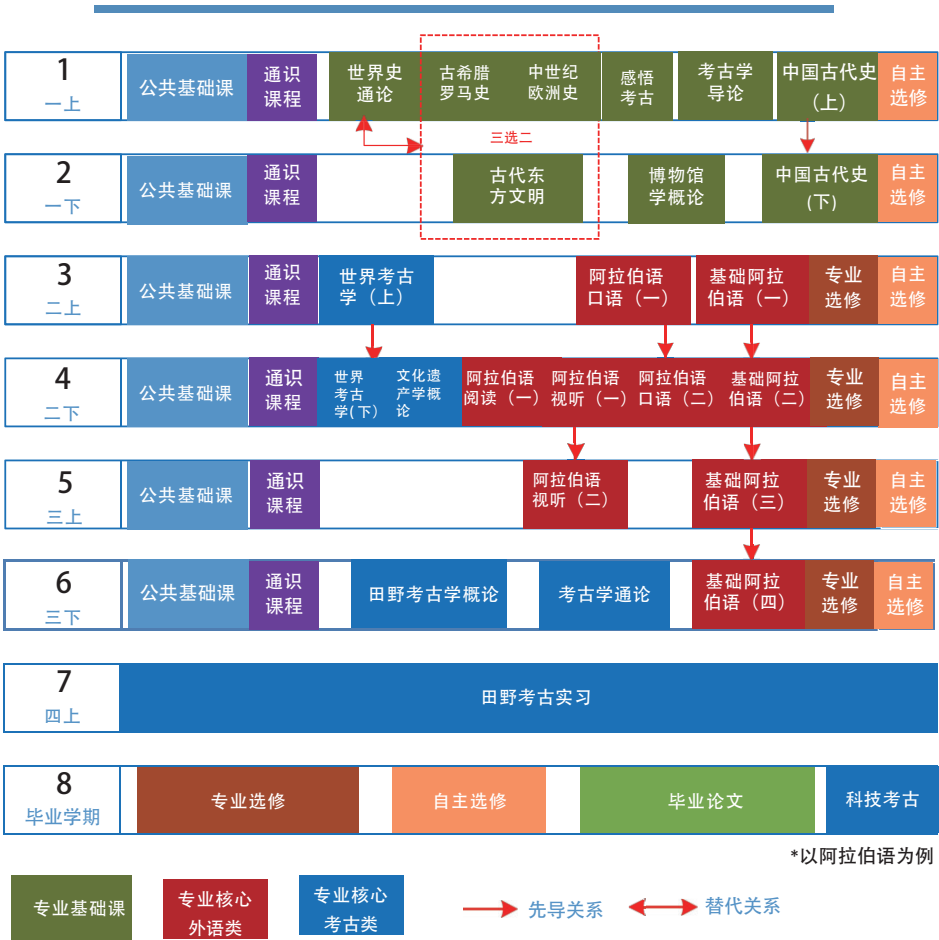 1
一上
公共基础课
通识
课程
世界史
通论
古希腊
罗马史
中世纪
欧洲史
感悟
考古
考古学
导论
中国古代史
（上）
自主
选修
三选二
2
一下
公共基础课
通识
课程
古代东
方文明
博物馆
学概论
中国古代史
(下)
自主
选修
3
二上
公共基础课
通识
课程
世界考古
学（上）
阿拉伯语
口语（一）
基础阿拉
伯语（一）
专业
选修
自主
选修
4
二下
公共基础课
通识
课程
世界
考古
学(下)
文化遗
产学概
论
阿拉伯语
阅读（一）
阿拉伯语
视听（一）
阿拉伯语
口语（二）
基础阿拉
伯语（二）
专业
选修
自主
选修
5
三上
公共基础课
通识
课程
阿拉伯语
视听（二）
基础阿拉
伯语（三）
专业
选修
自主
选修
6
三下
公共基础课
通识
课程
田野考古学概论
考古学通论
基础阿拉
伯语（四）
专业
选修
自主
选修
7
四上
田野考古实习
8
毕业学期
专业选修
自主选修
毕业论文
科技考古
*以阿拉伯语为例
专业基础课
专业核心
外语类
专业核心
考古类
先导关系
替代关系